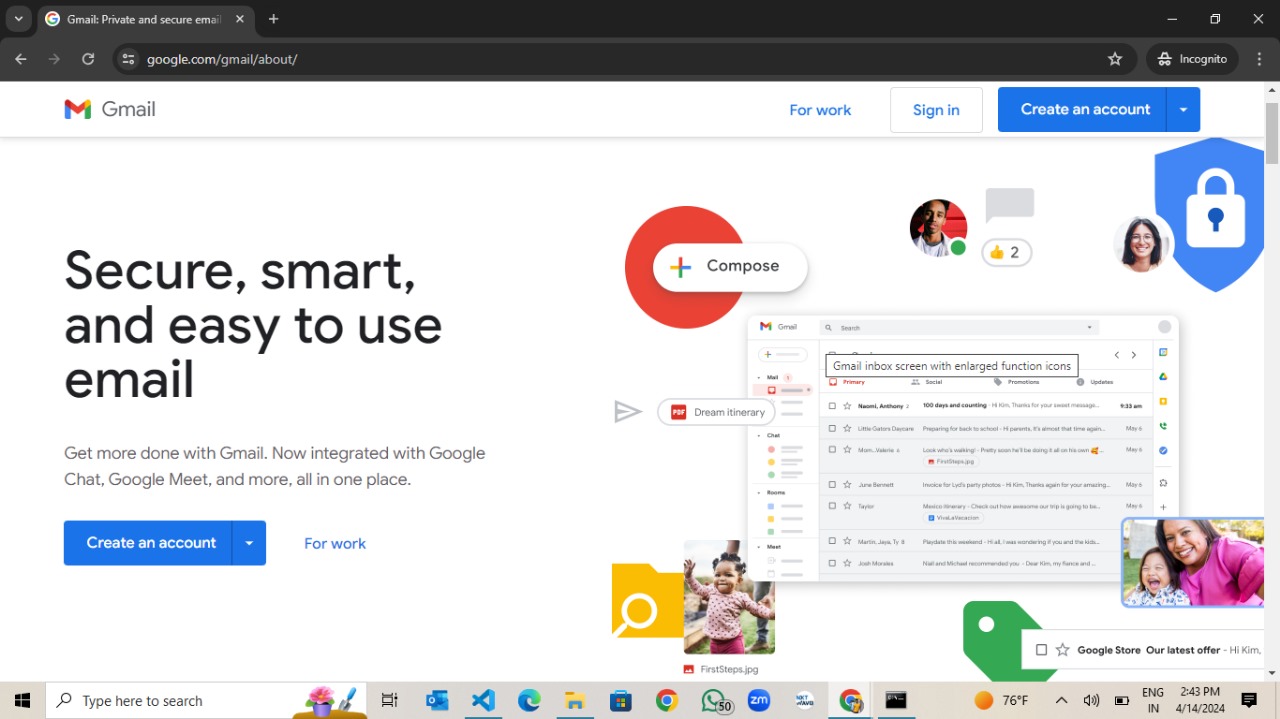 Gmail: Private and secure email
google.com/gmail/about/
Incognito
Gmail
For work
Sign in
Create an account
Secure, smart,
and easy to use
email
Get more done with Gmail. Now integrated with Google
Chat, Google Meet, and more, all in one place.
Create an account
For work
Compose
2
Gmail
Search
Gmail inbox screen with enlarged function icons
Mail 1
Primary Social Promotions Updates
Naomi, Anthony 2 100 days and counting - Hi Kim, Thanks for your sweet message... 9:33 am
PDF Dream itinerary
Little Gators Daycare Preparing for back to school - Hi parents, it's almost that time again... May 6
Chat
Mom...Valerie 6 Look who's walking! - Pretty soon he'll be doing it all on his own 🥰... May 6
FirstSteps.jpg
June Bennett Invoice for Lyd's party photos - Hi Kim, Thanks again for your amazing... May 6
Rooms
Taylor Mexico itinerary - Check out how awesome our trip is going to be... May 6
VivaLaVacacion
Martin, Jaya, Ty 8 Playdate this weekend - Hi all, I was wondering if you and the kids...
Meet
Josh Morales Niall and Michael recommended you - Dear Kim, my fiance and ...
FirstSteps.jpg
Google Store Our latest offer - Hi Kim,
Type here to search
50
zm
NXT
WAVE
76°F
ENG
IN
2:43 PM
4/14/2024